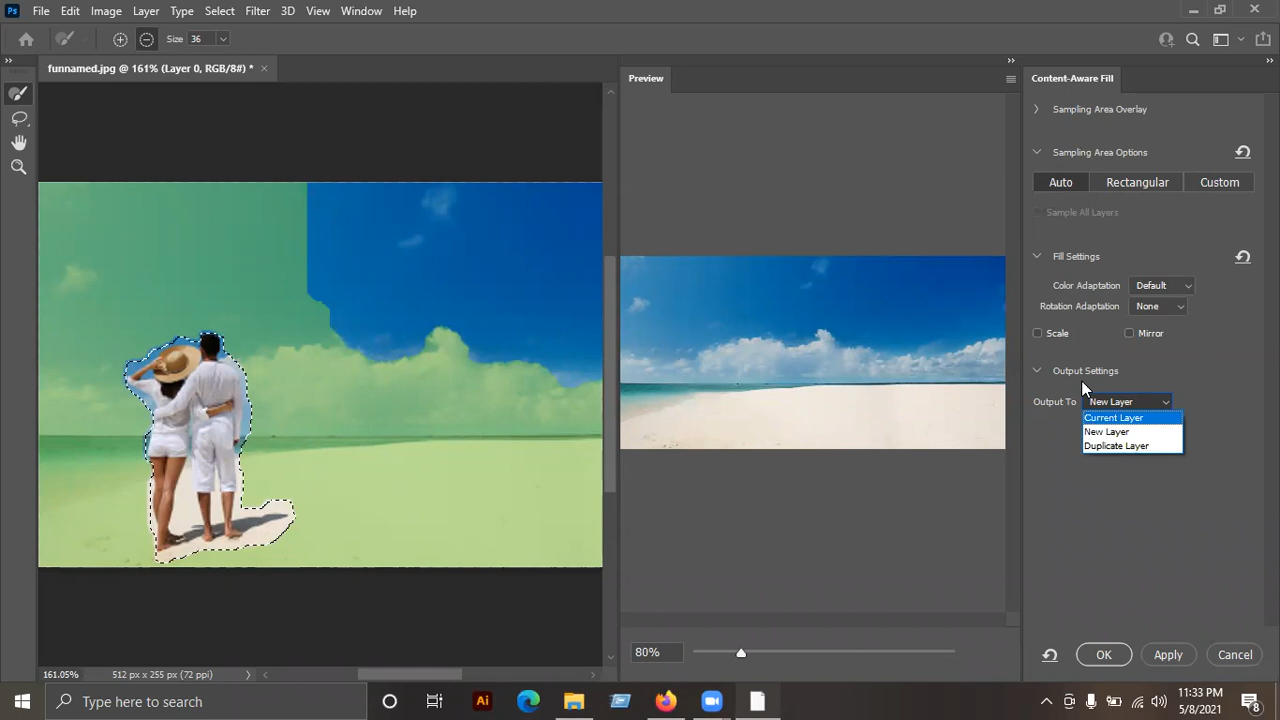 Ps File Edit Image Layer Type Select Filter 3D View Window Help
Size 36
funnamed.jpg @ 161% (Layer 0, RGB/8#) *
Preview
Content-Aware Fill
Sampling Area Overlay
Sampling Area Options
Auto Rectangular Custom
Sample All Layers
Fill Settings
Color Adaptation Default
Rotation Adaptation None
Scale Mirror
Output Settings
Output To New Layer
Current Layer
New Layer
Duplicate Layer
80%
OK Apply Cancel
161.05% 512 px x 255 px (72 ppi)
Type here to search
Ai
11:33 PM
5/8/2021
8